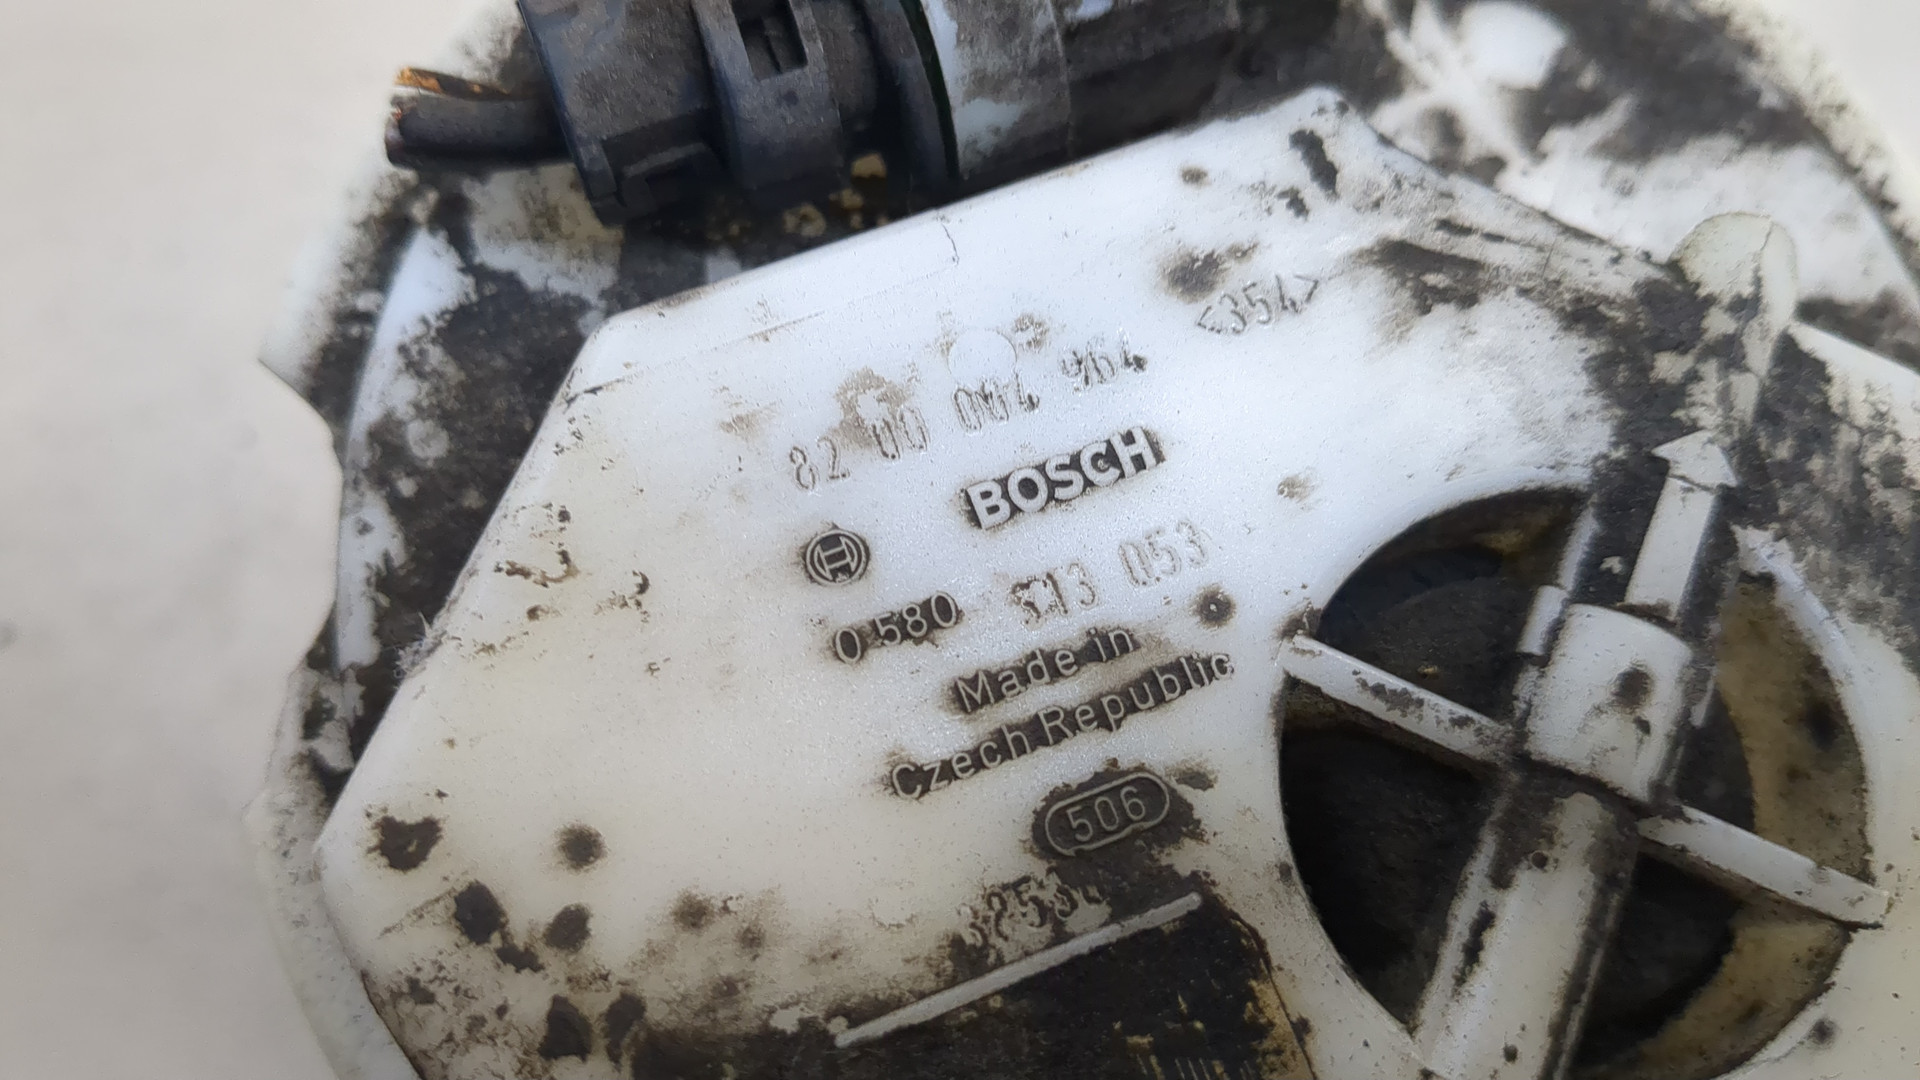 <354>
82 00 004 964
BOSCH
0 580 313 053
Made in
Czech Republic
506